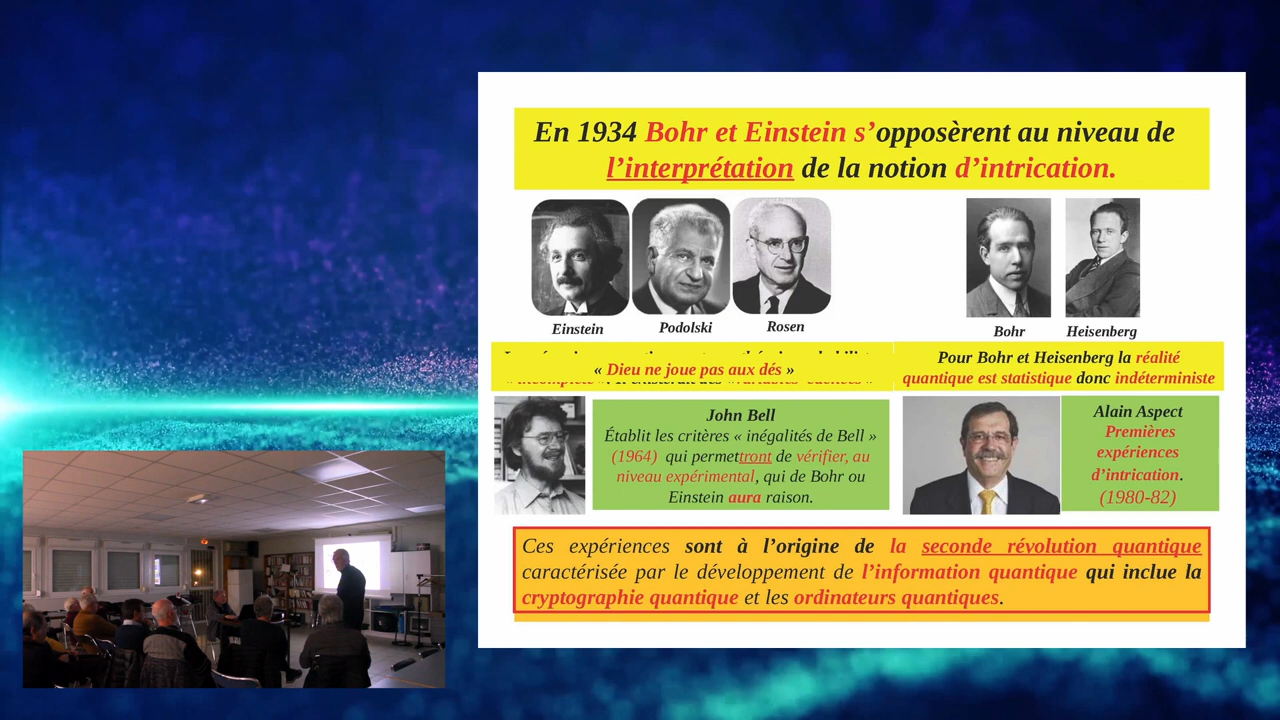 En 1934 Bohr et Einstein s’opposèrent au niveau de
l’interprétation de la notion d’intrication.
Einstein
Podolski
Rosen
Bohr
Heisenberg
« Dieu ne joue pas aux dés »
Pour Bohr et Heisenberg la réalité
quantique est statistique donc indéterministe
John Bell
Établit les critères « inégalités de Bell »
(1964) qui permettront de vérifier, au
niveau expérimental, qui de Bohr ou
Einstein aura raison.
Alain Aspect
Premières
expériences
d’intrication.
(1980-82)
Ces expériences sont à l’origine de la seconde révolution quantique
caractérisée par le développement de l’information quantique qui inclue la
cryptographie quantique et les ordinateurs quantiques.